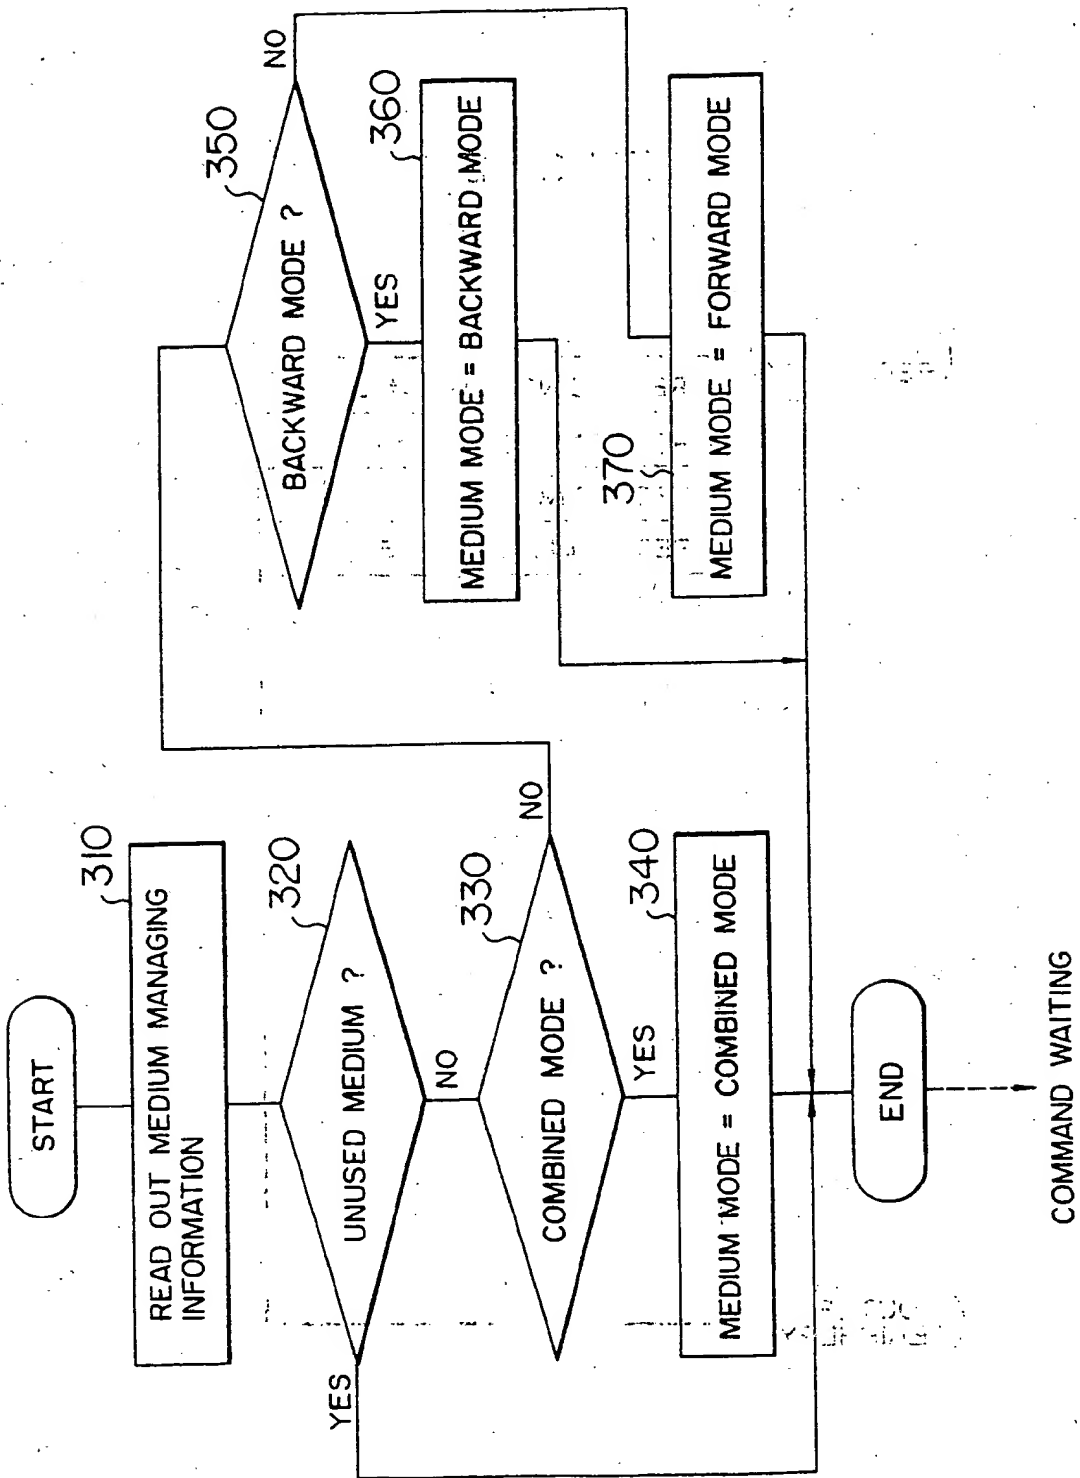 START
310
READ OUT MEDIUM MANAGING
INFORMATION
320
UNUSED MEDIUM ?
YES
NO
330
COMBINED MODE ?
NO
YES
340
MEDIUM MODE = COMBINED MODE
END
COMMAND WAITING
350
BACKWARD MODE ?
NO
YES
360
MEDIUM MODE = BACKWARD MODE
370
MEDIUM MODE = FORWARD MODE